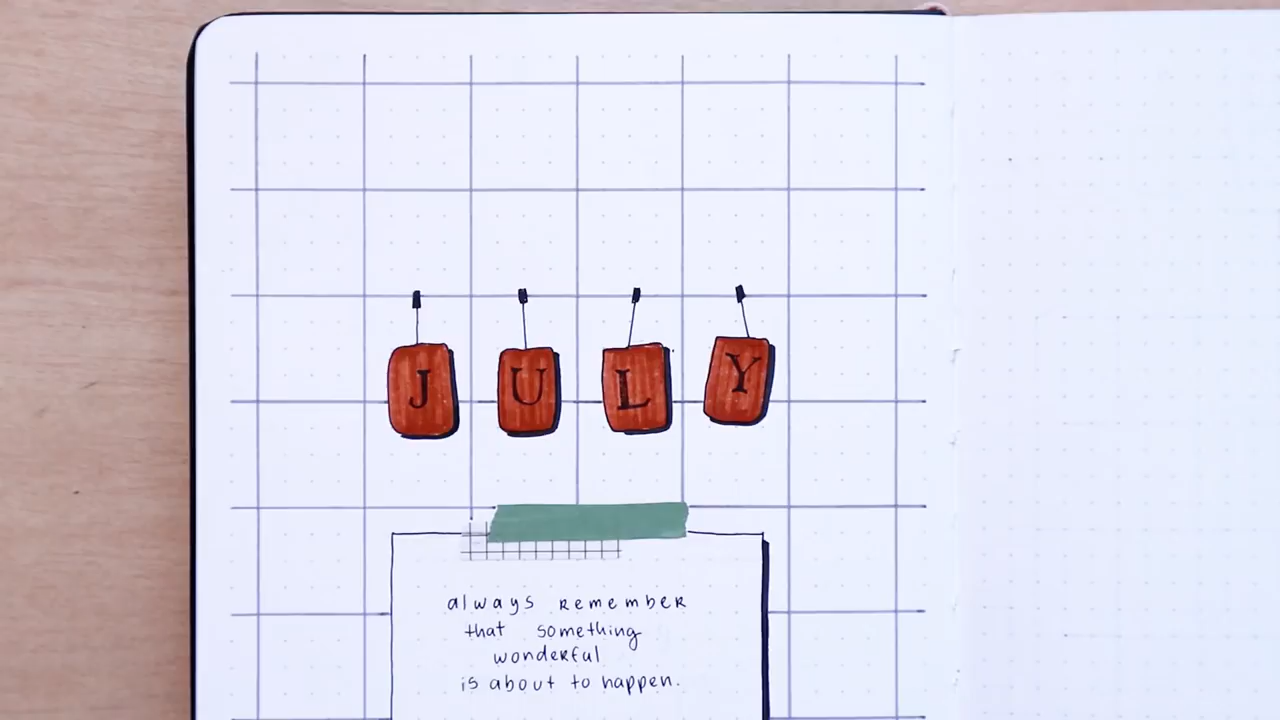 JULY
always remember
that something
wonderful
is about to happen.